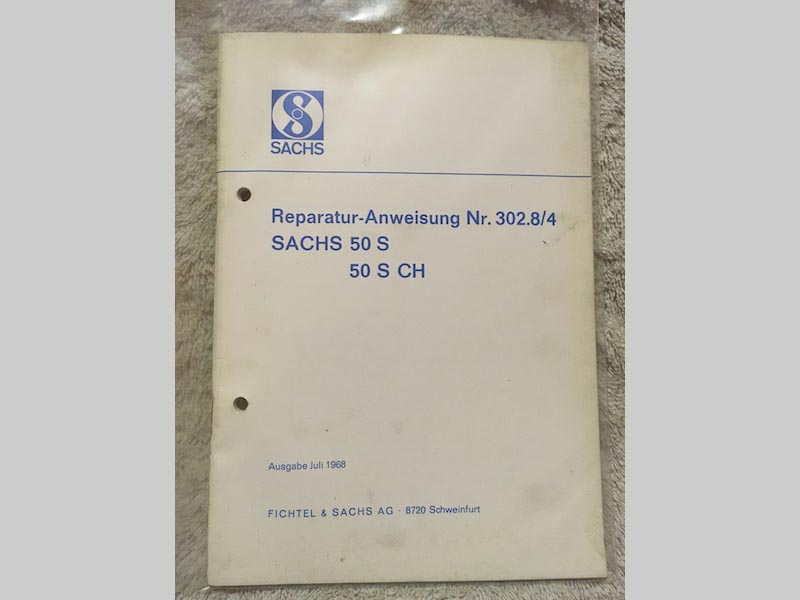 SACHS
Reparatur-Anweisung Nr. 302.8/4
SACHS 50 S
50 S CH
Ausgabe Juli 1968
FICHTEL & SACHS AG · 8720 Schweinfurt